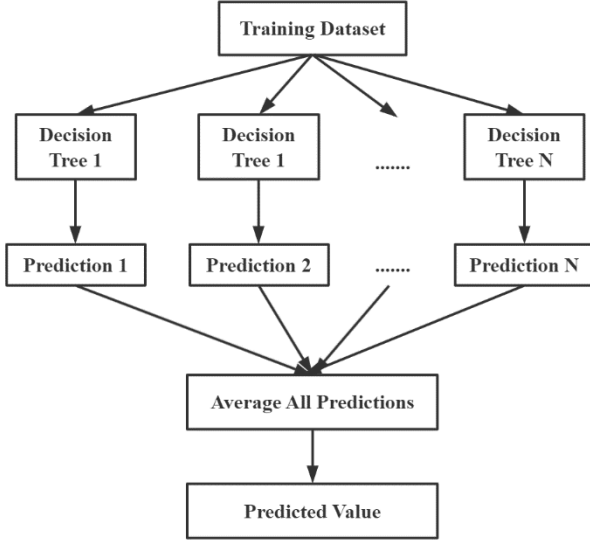 Training Dataset
Decision
Tree 1
Decision
Tree 1
.......
Decision
Tree N
Prediction 1
Prediction 2
.......
Prediction N
Average All Predictions
Predicted Value